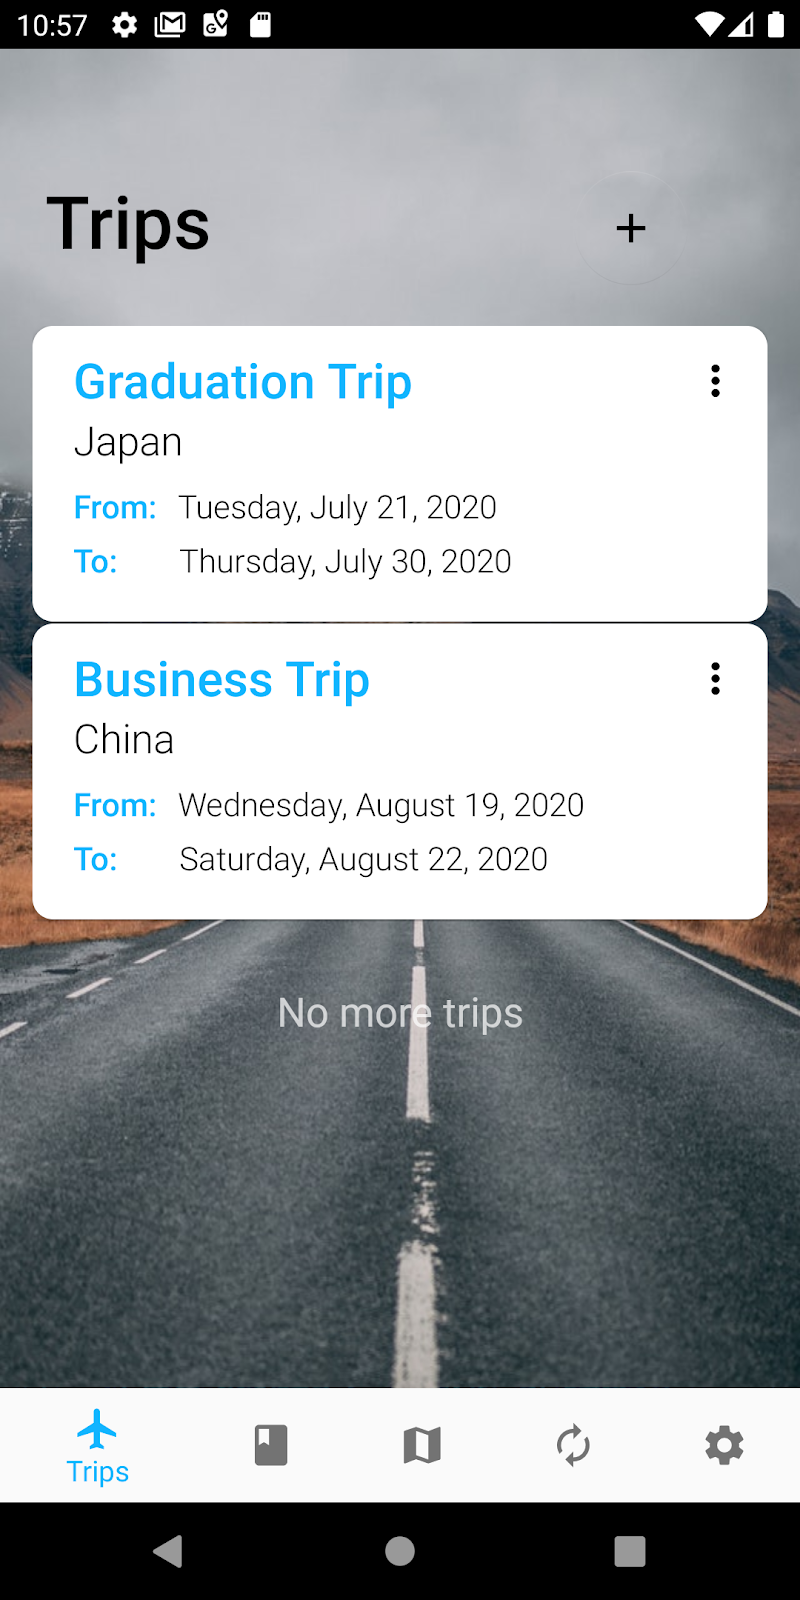 10:57
Trips
Graduation Trip
Japan
From: Tuesday, July 21, 2020
To: Thursday, July 30, 2020
Business Trip
China
From: Wednesday, August 19, 2020
To: Saturday, August 22, 2020
No more trips
Trips